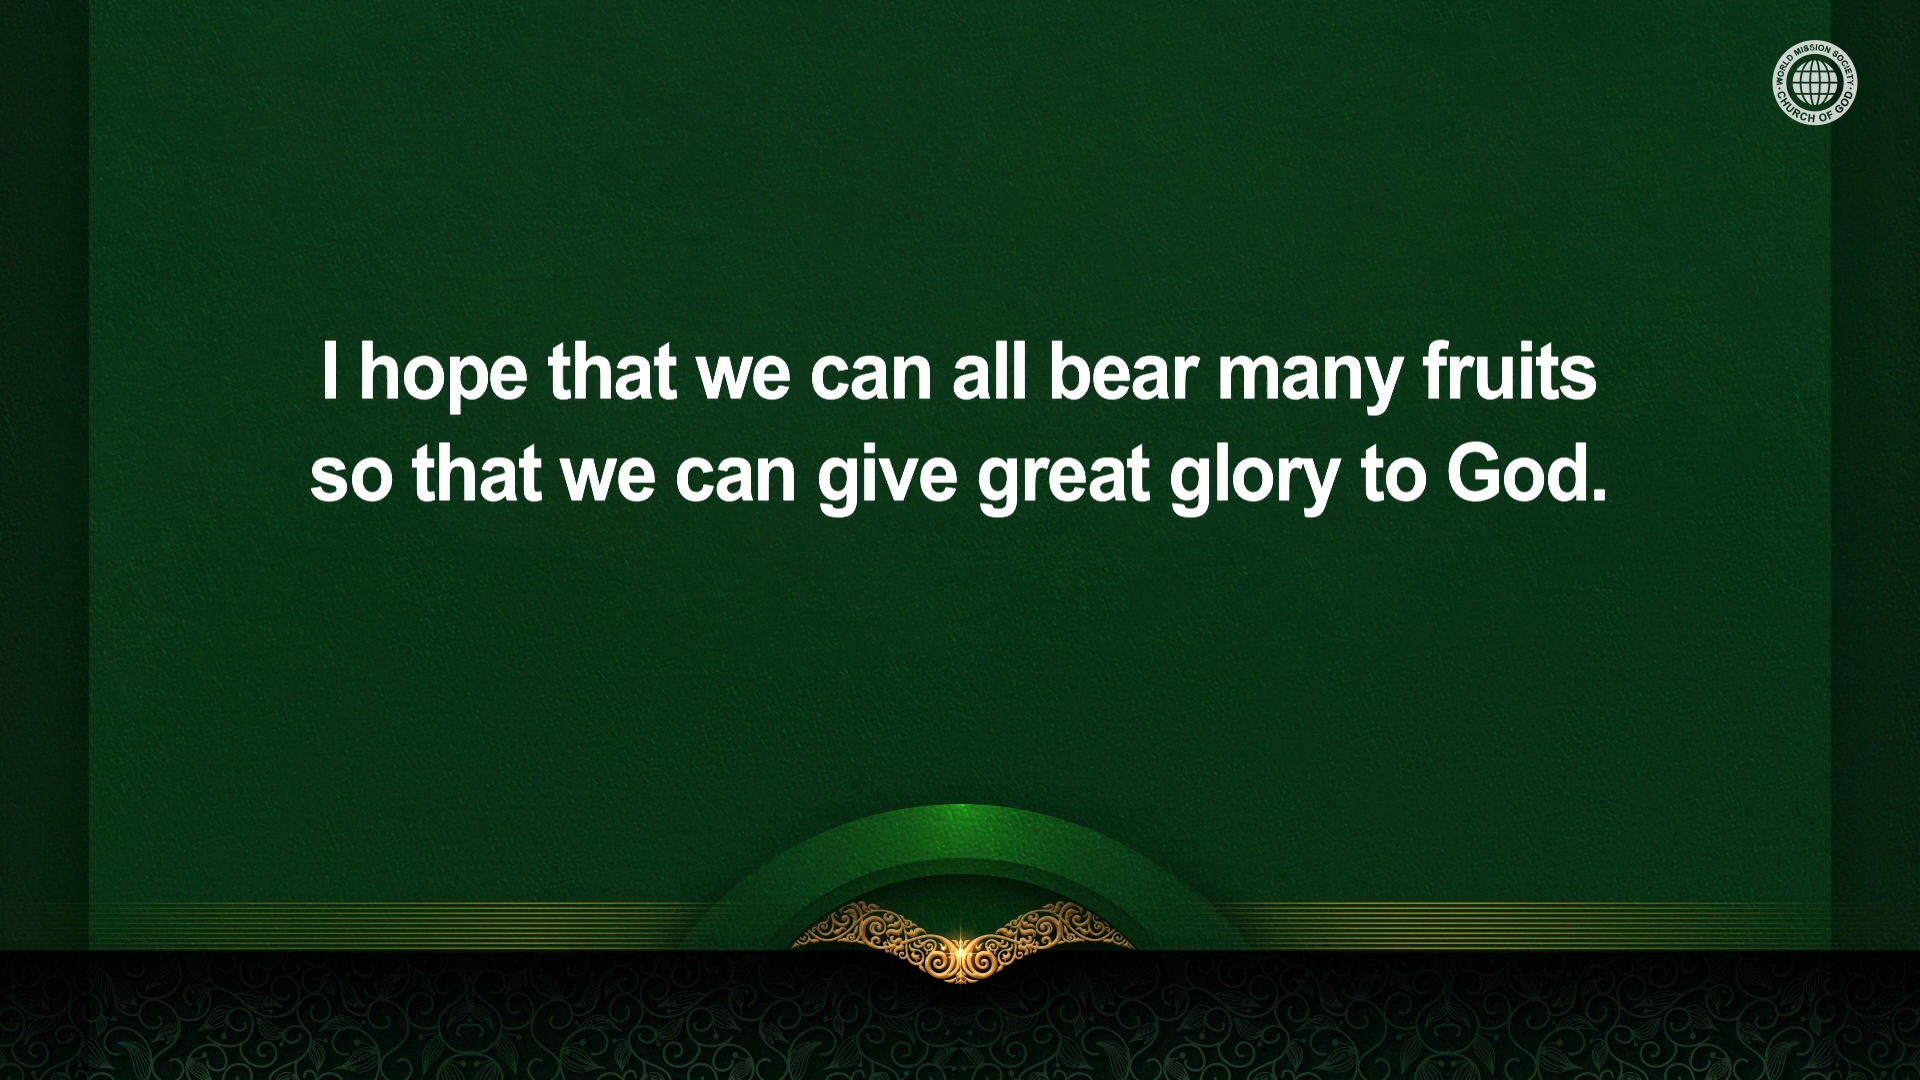 WORLD MISSION SOCIETY
CHURCH OF GOD
I hope that we can all bear many fruits
so that we can give great glory to God.